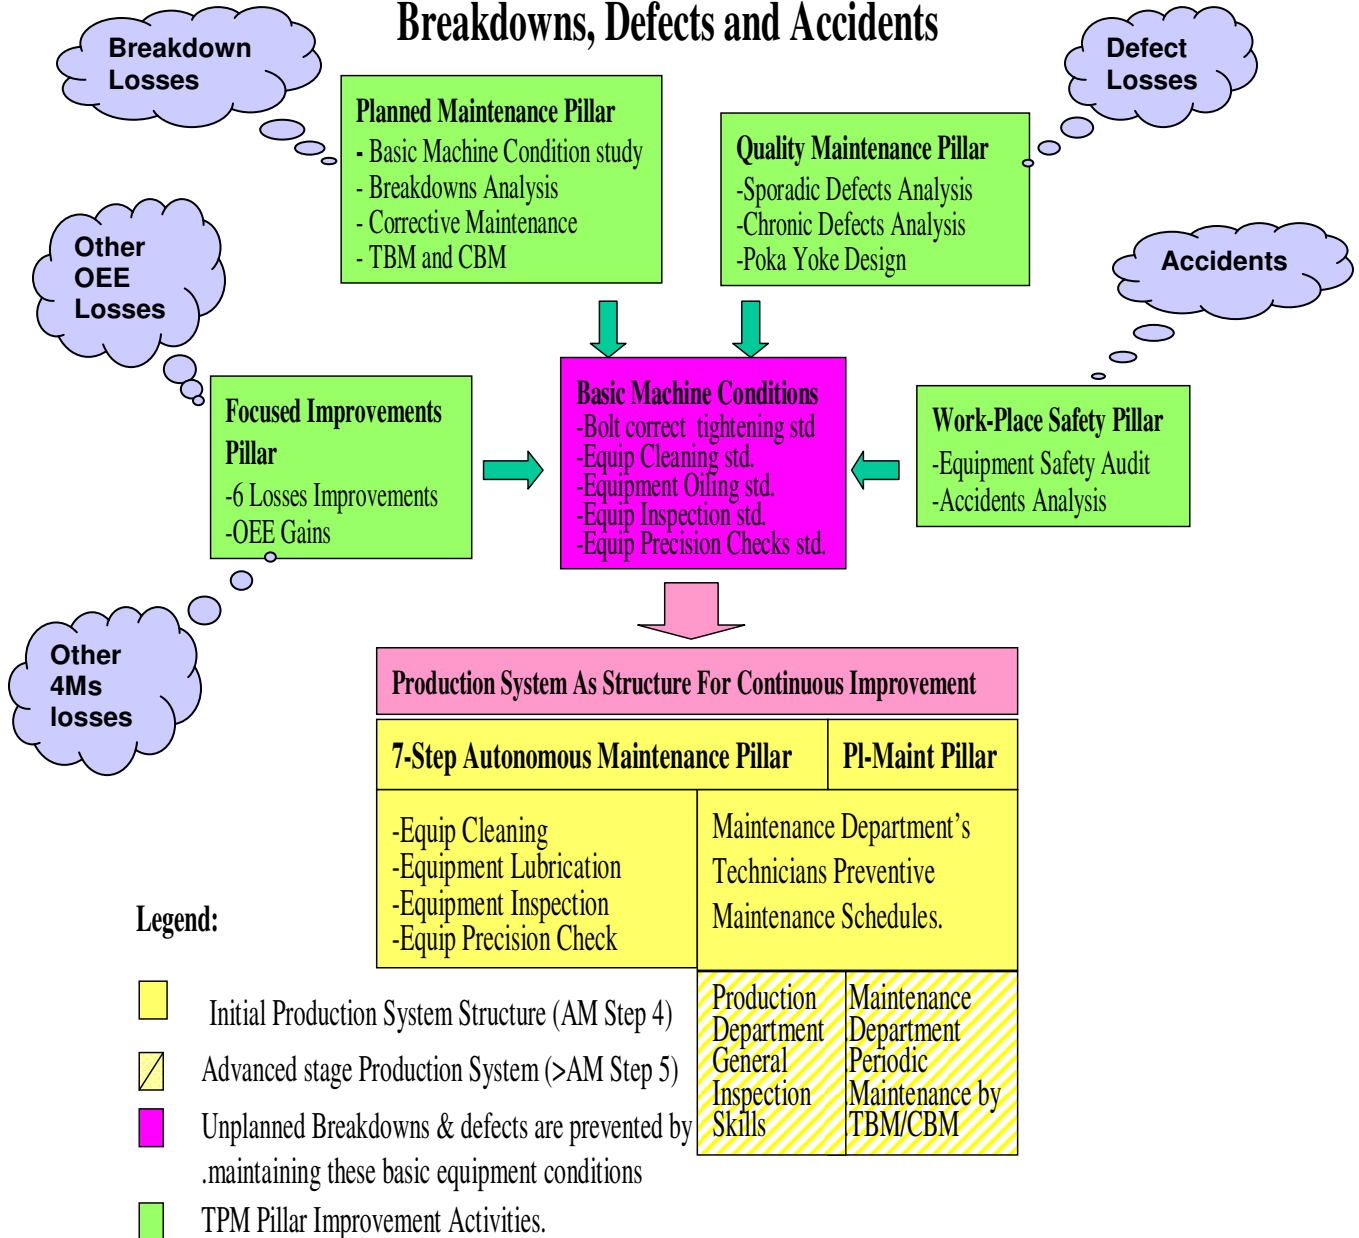 Breakdowns, Defects and Accidents
Breakdown
Losses
Defect
Losses
Planned Maintenance Pillar
- Basic Machine Condition study
- Breakdowns Analysis
- Corrective Maintenance
- TBM and CBM
Quality Maintenance Pillar
-Sporadic Defects Analysis
-Chronic Defects Analysis
-Poka Yoke Design
Other
OEE
Losses
Accidents
Focused Improvements
Pillar
-6 Losses Improvements
-OEE Gains
Basic Machine Conditions
-Bolt correct tightening std
-Equip Cleaning std.
-Equipment Oiling std.
-Equip Inspection std.
-Equip Precision Checks std.
Work-Place Safety Pillar
-Equipment Safety Audit
-Accidents Analysis
Other
4Ms
losses
Production System As Structure For Continuous Improvement
7-Step Autonomous Maintenance Pillar
Pl-Maint Pillar
-Equip Cleaning
-Equipment Lubrication
-Equipment Inspection
-Equip Precision Check
Maintenance Department’s
Technicians Preventive
Maintenance Schedules.
Production
Department
General
Inspection
Skills
Maintenance
Department
Periodic
Maintenance by
TBM/CBM
Legend:
Initial Production System Structure (AM Step 4)
Advanced stage Production System (>AM Step 5)
Unplanned Breakdowns & defects are prevented by
.maintaining these basic equipment conditions
TPM Pillar Improvement Activities.